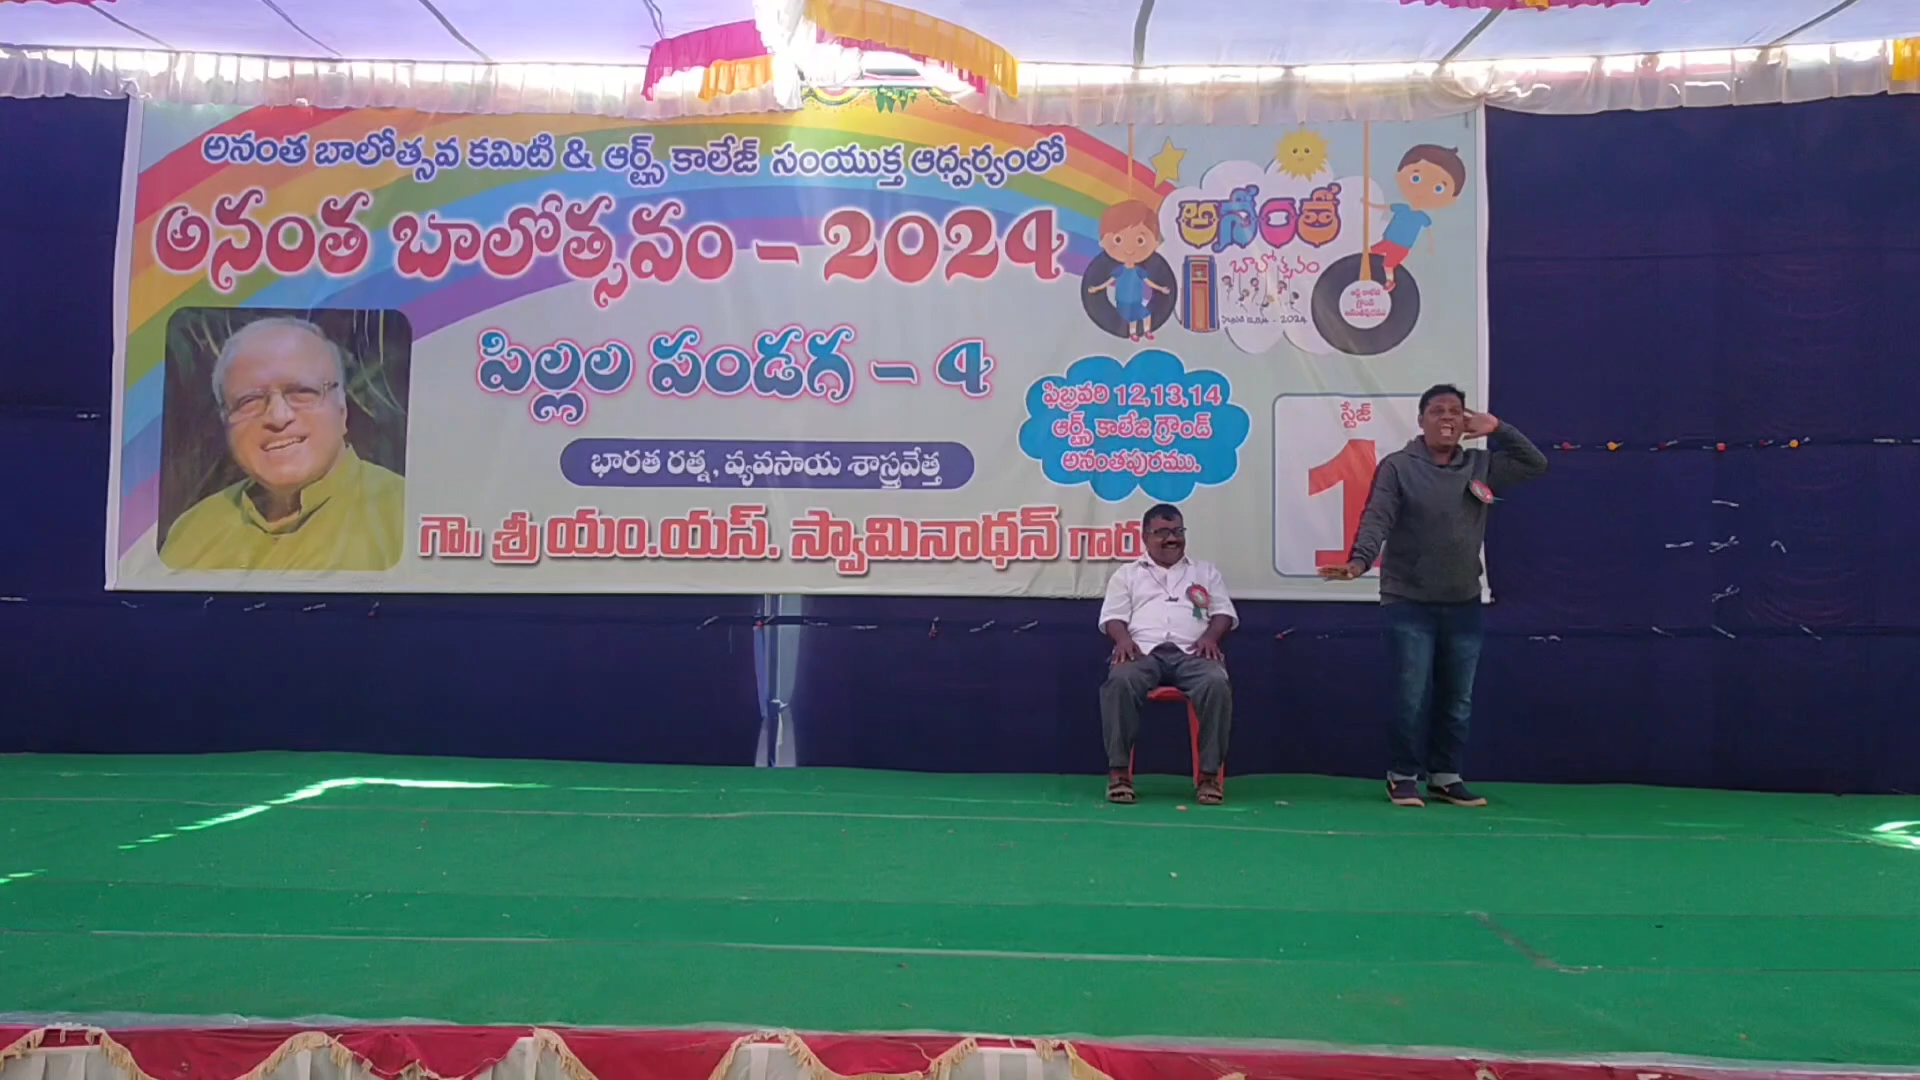 అనంత బాలోత్సవ కమిటి & ఆర్ట్స్ కాలేజ్ సంయుక్త ఆధ్వర్యంలో
అనంత బాలోత్సవం - 2024
పిల్లల పండగ - 4
భారత రత్న, వ్యవసాయ శాస్త్రవేత్త
గౌ॥ శ్రీ యం.యస్. స్వామినాథన్ గారు
అనంత
బాలోత్సవం
2024
ఫిబ్రవరి 12,13,14
ఆర్ట్స్ కాలేజి గ్రౌండ్
అనంతపురము.
స్టేజ్
1